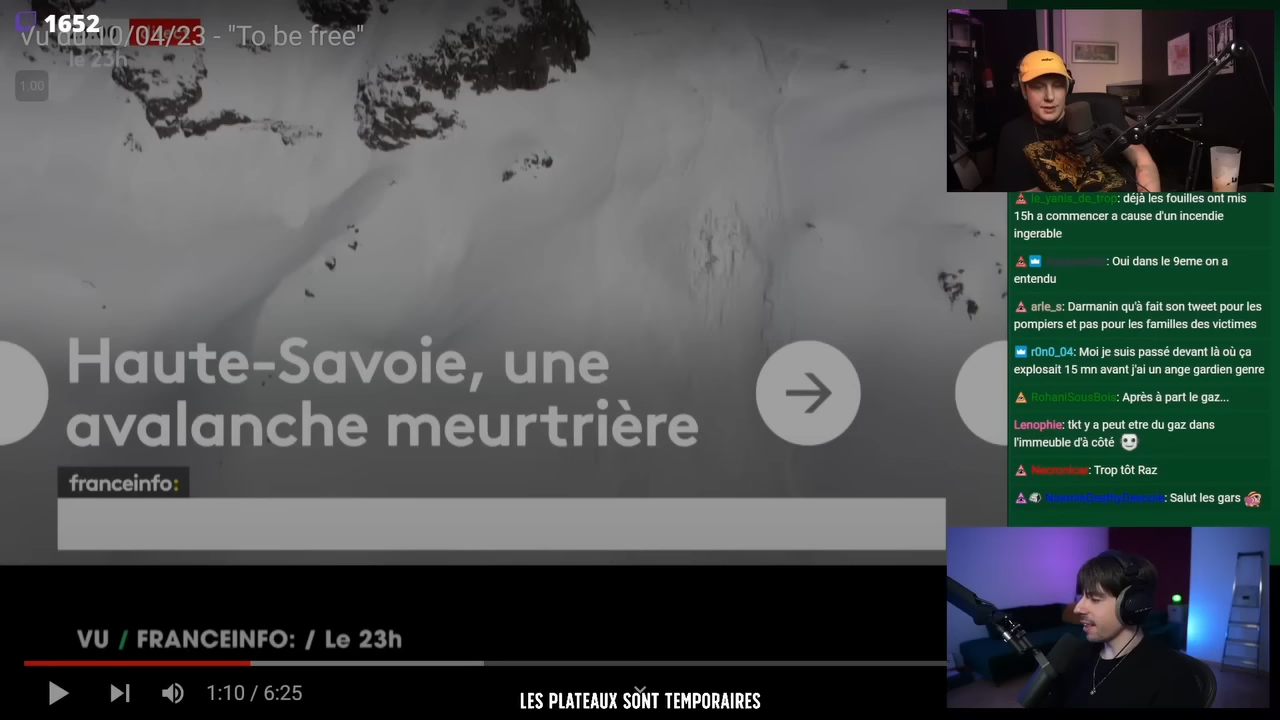 1652
Vu du 10/04/23 - "To be free"
le 23h
1,00
Haute-Savoie, une
avalanche meurtrière
franceinfo:
VU / FRANCEINFO: / Le 23h
1:10 / 6:25
LES PLATEAUX SONT TEMPORAIRES
le_yanis_de_trop: déjà les fouilles ont mis
15h a commencer a cause d'un incendie
ingerable
: Oui dans le 9eme on a
entendu
arle_s: Darmanin qu'à fait son tweet pour les
pompiers et pas pour les familles des victimes
r0n0_04: Moi je suis passé devant là où ça
explosait 15 mn avant j'ai un ange gardien genre
RohaniSousBois: Après à part le gaz...
Lenophie: tkt y a peut etre du gaz dans
l'immeuble d'à côté
: Trop tôt Raz
: Salut les gars